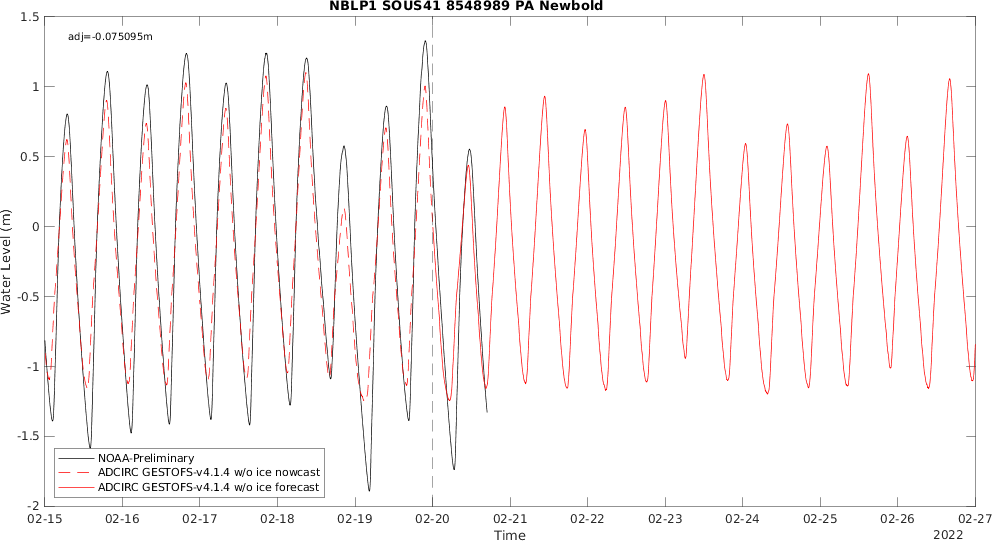 NBLP1 SOUS41 8548989 PA Newbold
adj=-0.075095m
1.5
1
0.5
0
-0.5
-1
-1.5
-2
Water Level (m)
NOAA-Preliminary
ADCIRC GESTOFS-v4.1.4 w/o ice nowcast
ADCIRC GESTOFS-v4.1.4 w/o ice forecast
02-15 02-16 02-17 02-18 02-19 02-20 02-21 02-22 02-23 02-24 02-25 02-26 02-27
Time
2022